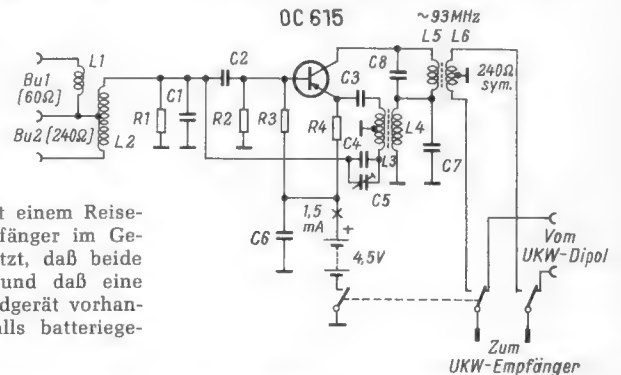 OC 615
~93MHz
L5 L6
L1
C2
C8
C3
240Ω
sym.
Bu1
[60Ω]
R1
C1
R2
R3
R4
L4
Bu2 [240Ω]
L2
L3
C7
C5
C6
1,5
mA
+
4,5V
t einem Reise-
fänger im Ge-
tzt, daß beide
und daß eine
dgerät vorhan-
lls batteriege-
Vom
UKW-Dipol
Zum
UKW-Empfänger